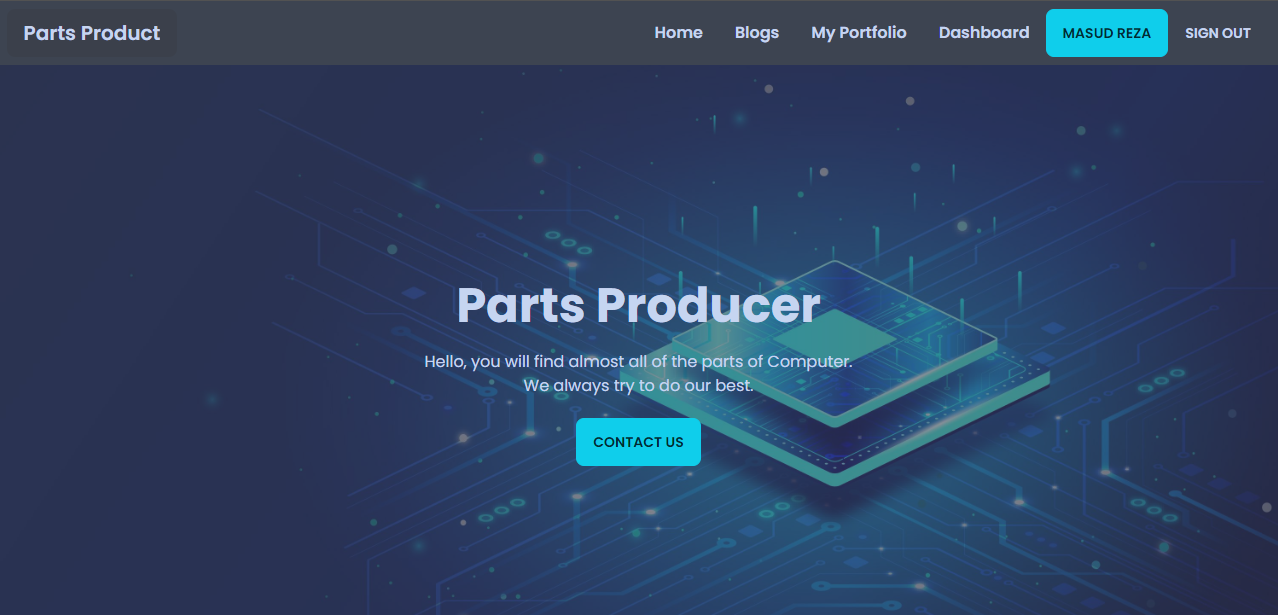 Parts Product
Home
Blogs
My Portfolio
Dashboard
MASUD REZA
SIGN OUT
Parts Producer
Hello, you will find almost all of the parts of Computer.
We always try to do our best.
CONTACT US